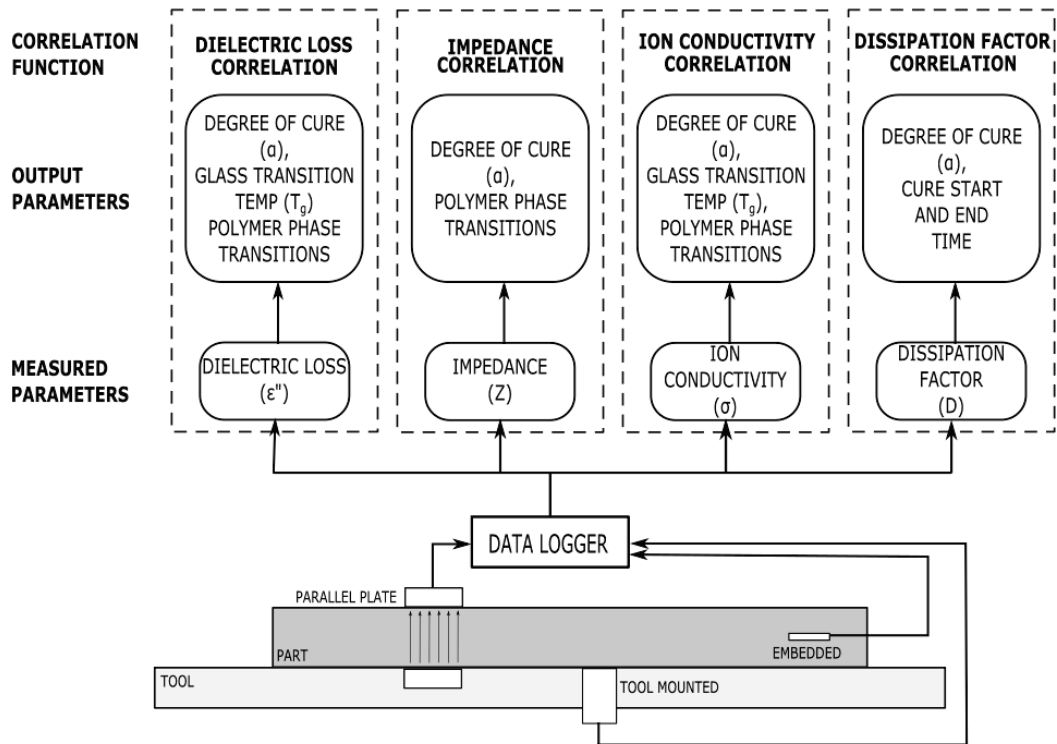 CORRELATION
FUNCTION
DIELECTRIC LOSS
CORRELATION
IMPEDANCE
CORRELATION
ION CONDUCTIVITY
CORRELATION
DISSIPATION FACTOR
CORRELATION
OUTPUT
PARAMETERS
DEGREE OF CURE
(α),
GLASS TRANSITION
TEMP (Tg)
POLYMER PHASE
TRANSITIONS
DEGREE OF CURE
(α),
POLYMER PHASE
TRANSITIONS
DEGREE OF CURE
(α),
GLASS TRANSITION
TEMP (Tg),
POLYMER PHASE
TRANSITIONS
DEGREE OF CURE
(α),
CURE START
AND END
TIME
MEASURED
PARAMETERS
DIELECTRIC LOSS
(ε")
IMPEDANCE
(Z)
ION
CONDUCTIVITY
(σ)
DISSIPATION
FACTOR
(D)
DATA LOGGER
PARALLEL PLATE
PART
EMBEDDED
TOOL
TOOL MOUNTED